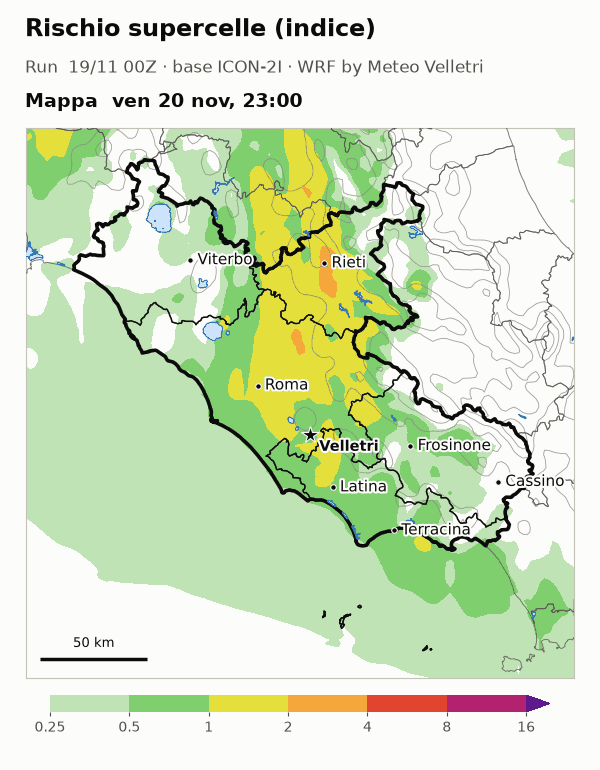 Rischio supercelle (indice)
Run  19/11 00Z · base ICON-2I · WRF by Meteo Velletri
Mappa  ven 20 nov, 23:00
Viterbo
Rieti
Roma
Velletri
Frosinone
Cassino
Latina
Terracina
50 km
0.25 0.5 1 2 4 8 16